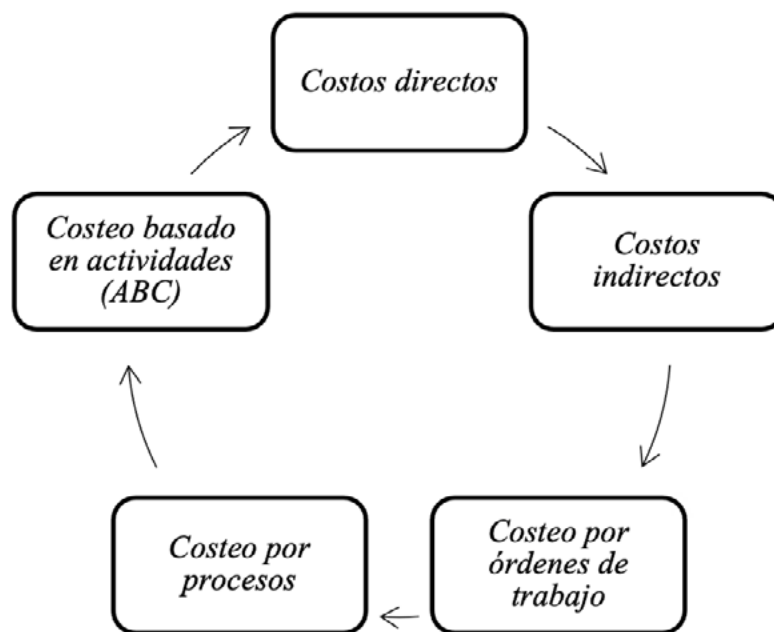 Costos directos
Costos
indirectos
Costeo por
órdenes de
trabajo
Costeo por
procesos
Costeo basado
en actividades
(ABC)